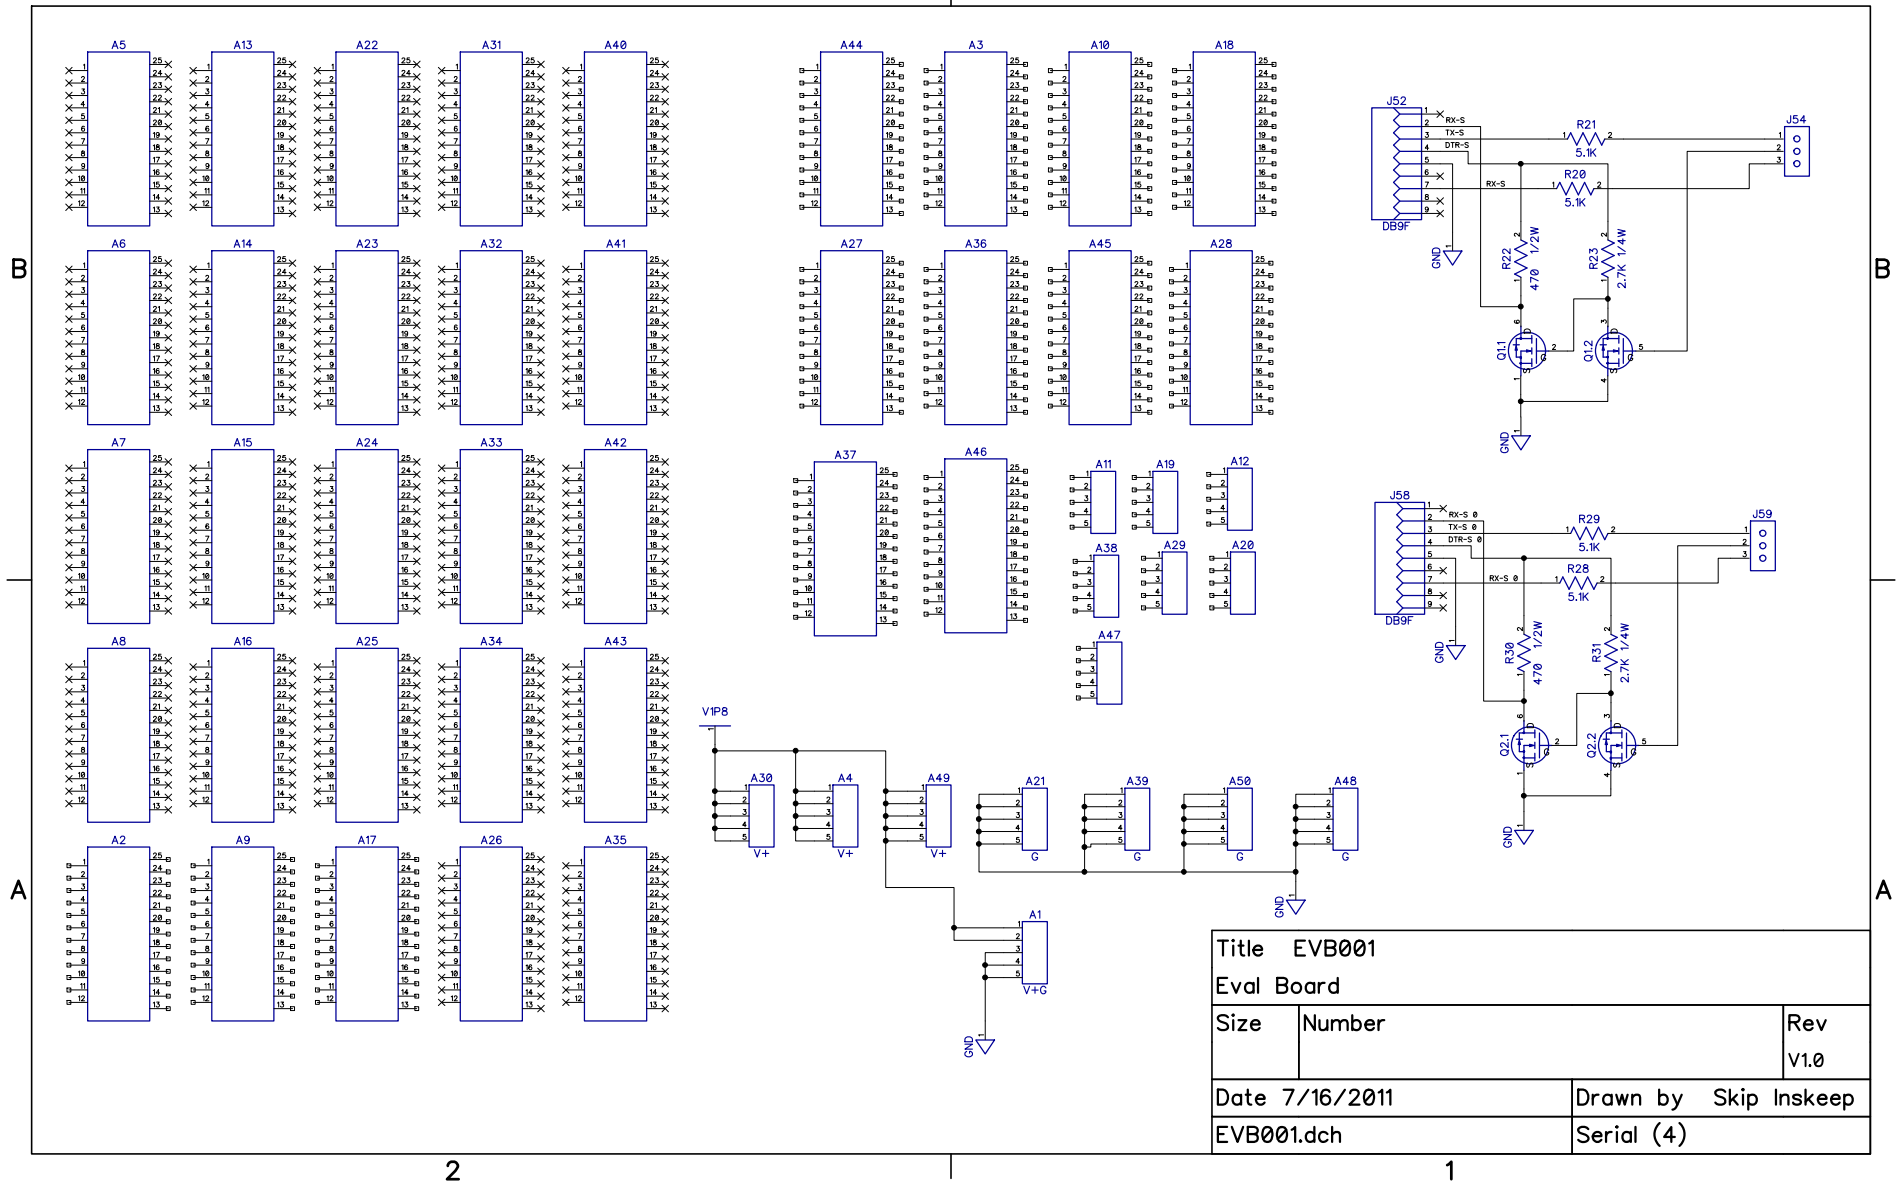 A5 A13 A22 A31 A40 A44 A3 A10 A18
A6 A14 A23 A32 A41 A27 A36 A45 A28
A7 A15 A24 A33 A42 A37 A46 A11 A19 A12
A38 A29 A20
A47
A8 A16 A25 A34 A43
A2 A9 A17 A26 A35
V1P8
A30 A4 A49 A21 A39 A50 A48
V+ V+ V+ G G G G
GND
A1
V+G
GND
J52
RX-S
TX-S
DTR-S
RX-S
DB9F
R21
5.1K
R20
5.1K
J54
GND
R22
470 1/2W
R23
2.7K 1/4W
Q1.1
Q1.2
GND
J58
RX-S 0
TX-S 0
DTR-S 0
RX-S 0
DB9F
R29
5.1K
R28
5.1K
J59
GND
R30
470 1/2W
R31
2.7K 1/4W
Q2.1
Q2.2
GND
B B
A A
Title EVB001
Eval Board
Size Number Rev
V1.0
Date 7/16/2011 Drawn by Skip Inskeep
EVB001.dch Serial (4)
2 1